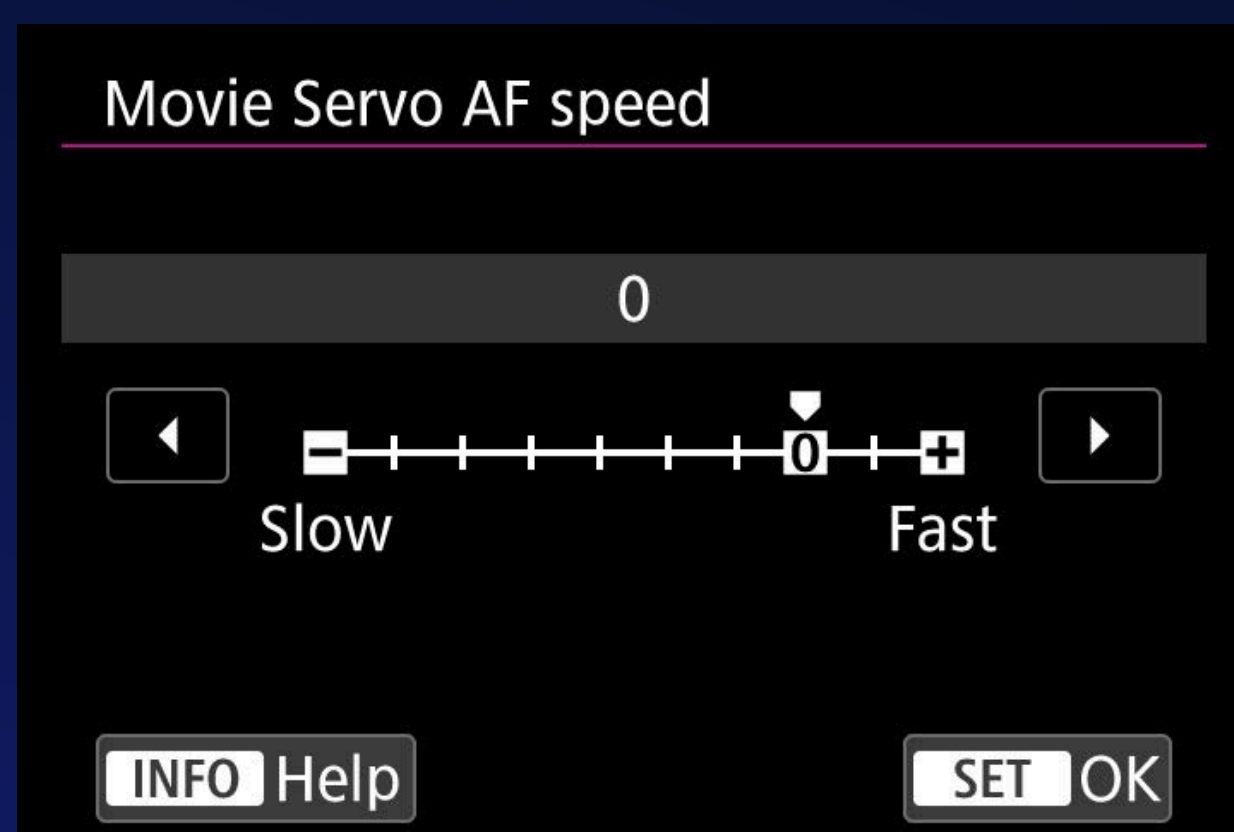 Movie Servo AF speed
0
− 0 +
Slow Fast
INFO Help SET OK